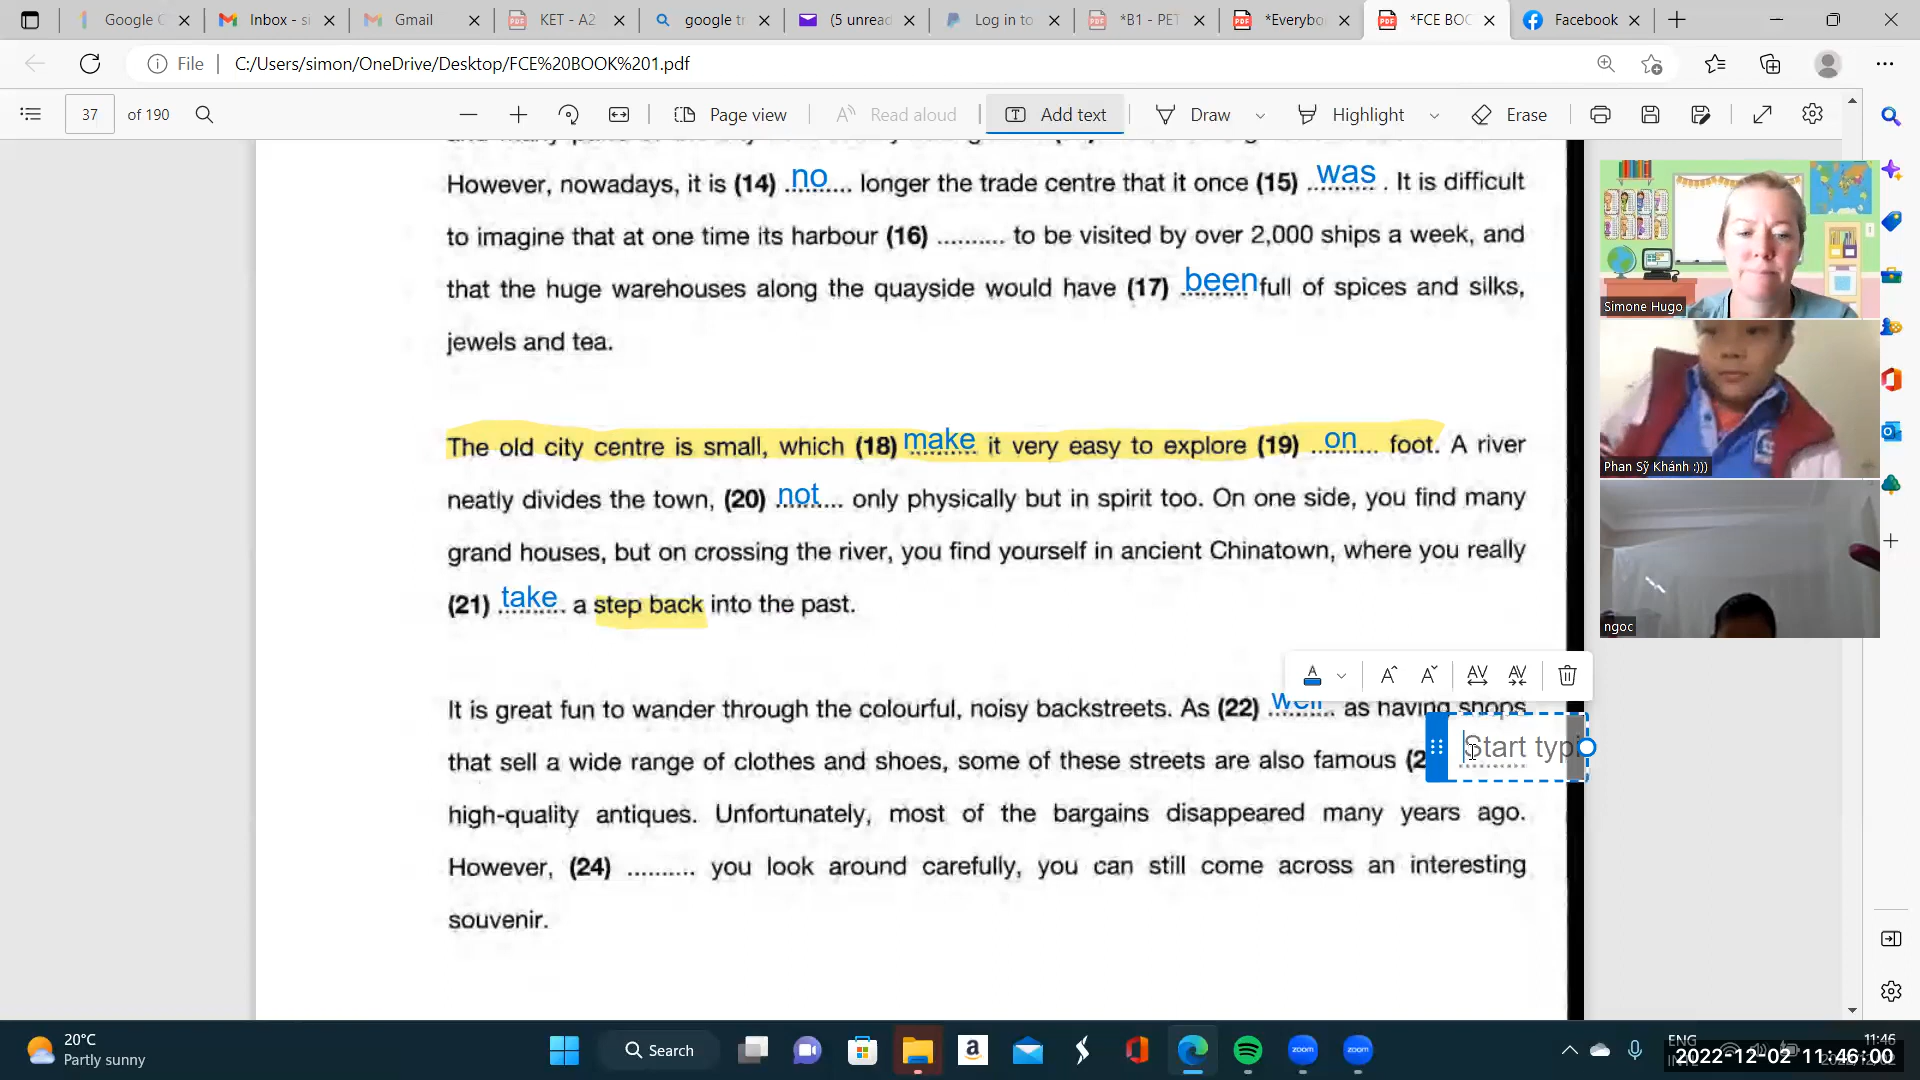 Google C
Inbox - si
Gmail
KET - A2
google tr
(5 unread
Log in to
*B1 - PET
*Everybo
*FCE BOO
Facebook
File
C:/Users/simon/OneDrive/Desktop/FCE%20BOOK%201.pdf
37 of 190
Page view
Read aloud
Add text
Draw
Highlight
Erase
However, nowadays, it is (14) no longer the trade centre that it once (15) was . It is difficult
to imagine that at one time its harbour (16) .......... to be visited by over 2,000 ships a week, and
that the huge warehouses along the quayside would have (17) been full of spices and silks,
jewels and tea.
The old city centre is small, which (18) make it very easy to explore (19) on foot. A river
neatly divides the town, (20) not only physically but in spirit too. On one side, you find many
grand houses, but on crossing the river, you find yourself in ancient Chinatown, where you really
(21) take a step back into the past.
It is great fun to wander through the colourful, noisy backstreets. As (22) well as having shops
that sell a wide range of clothes and shoes, some of these streets are also famous (2
Start typi
high-quality antiques. Unfortunately, most of the bargains disappeared many years ago.
However, (24) .......... you look around carefully, you can still come across an interesting
souvenir.
Simone Hugo
Phan Sỹ Khánh :)))
ngoc
20°C
Partly sunny
Search
zoom
zoom
ENG
11:46
2022-12-02 11:46:00